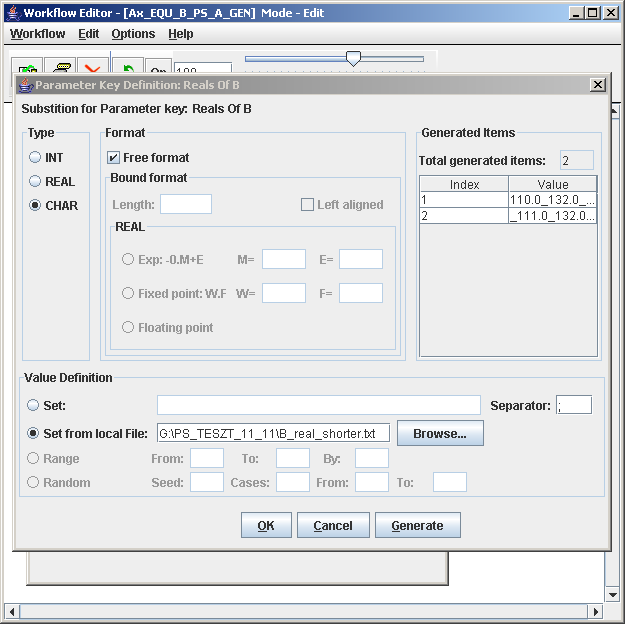 Workflow Editor - [Ax_EQU_B_PS_A_GEN] Mode - Edit
Workflow Edit Options Help
Parameter Key Definition: Reals Of B
Substition for Parameter key: Reals Of B
Type
INT
REAL
CHAR
Format
Free format
Bound format
Length:
Left aligned
REAL
Exp: -0.M+E M= E=
Fixed point: W.F W= F=
Floating point
Generated Items
Total generated items: 2
Index Value
1 110.0_132.0_...
2 _111.0_132.0...
Value Definition
Set: Separator: ;
Set from local File: G:\PS_TESZT_11_11\B_real_shorter.txt Browse...
Range From: To: By:
Random Seed: Cases: From: To:
OK Cancel Generate